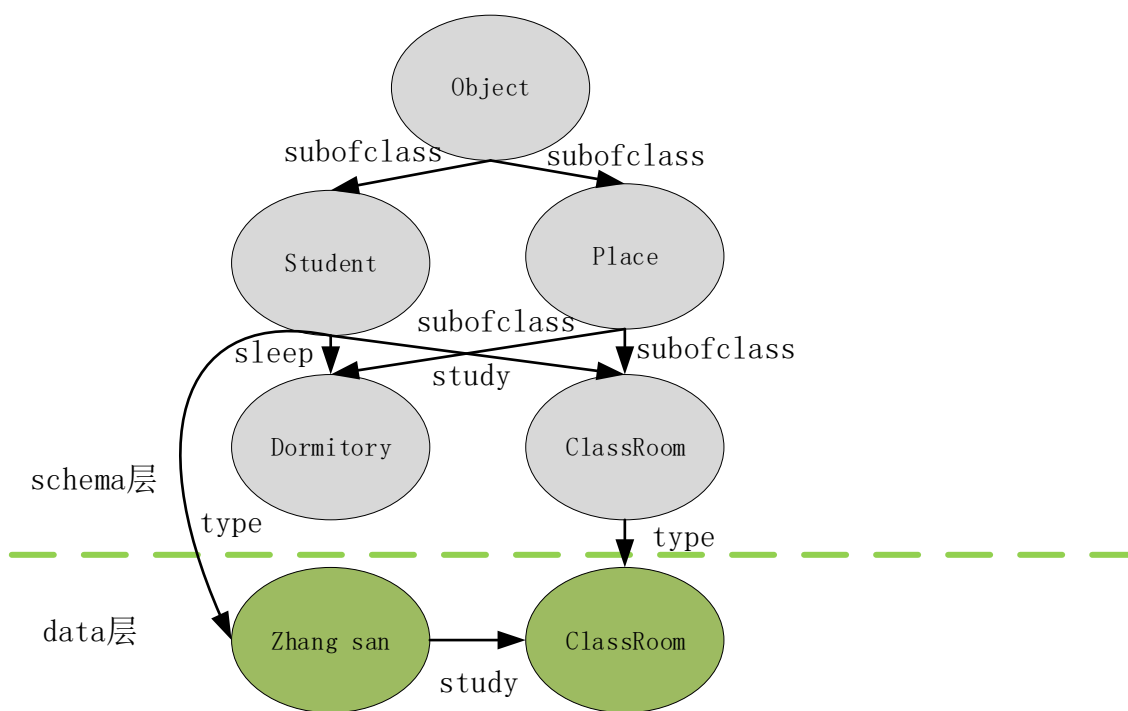 Object
subofclass
subofclass
Student
Place
subofclass
sleep
subofclass
study
Dormitory
ClassRoom
schema层
type
type
data层
Zhang san
ClassRoom
study